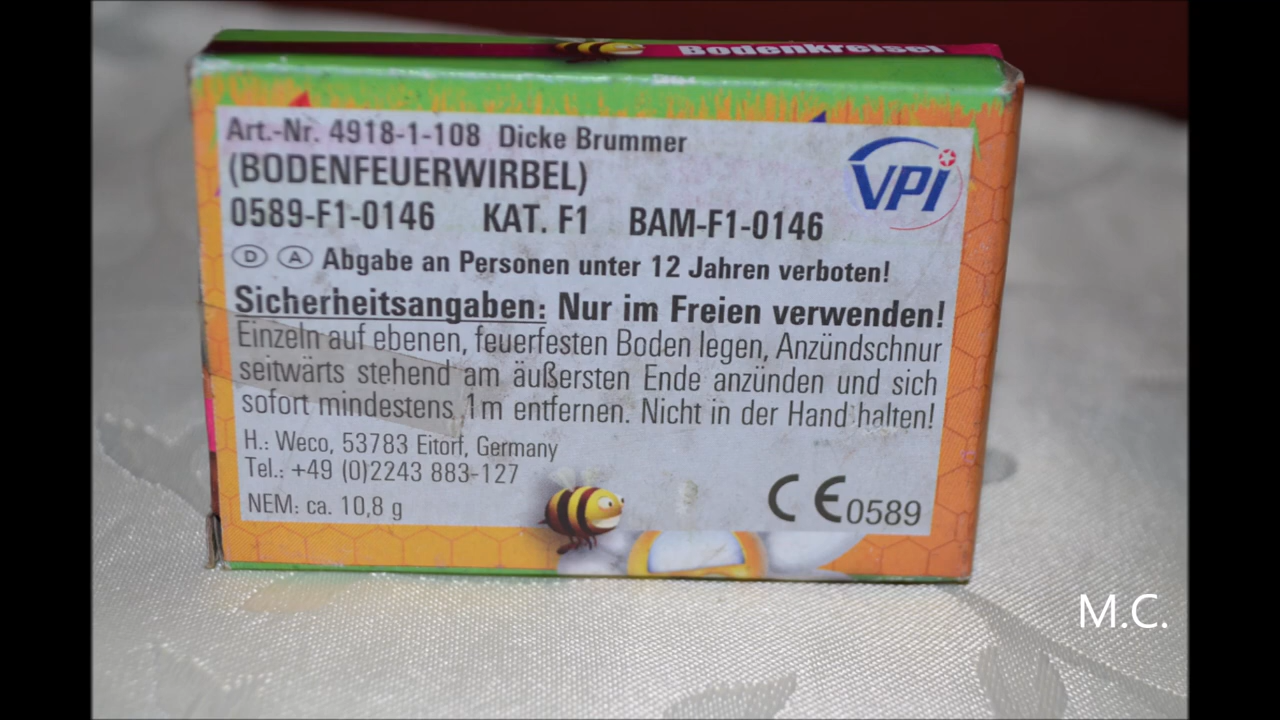 Bodenkreisel
Art.-Nr. 4918-1-108 Dicke Brummer
(BODENFEUERWIRBEL)
VPI
0589-F1-0146 KAT. F1 BAM-F1-0146
D A Abgabe an Personen unter 12 Jahren verboten!
Sicherheitsangaben: Nur im Freien verwenden!
Einzeln auf ebenen, feuerfesten Boden legen, Anzündschnur
seitwärts stehend am äußersten Ende anzünden und sich
sofort mindestens 1m entfernen. Nicht in der Hand halten!
H.: Weco, 53783 Eitorf, Germany
Tel.: +49 (0)2243 883-127
NEM: ca. 10,8 g
CE 0589
M.C.